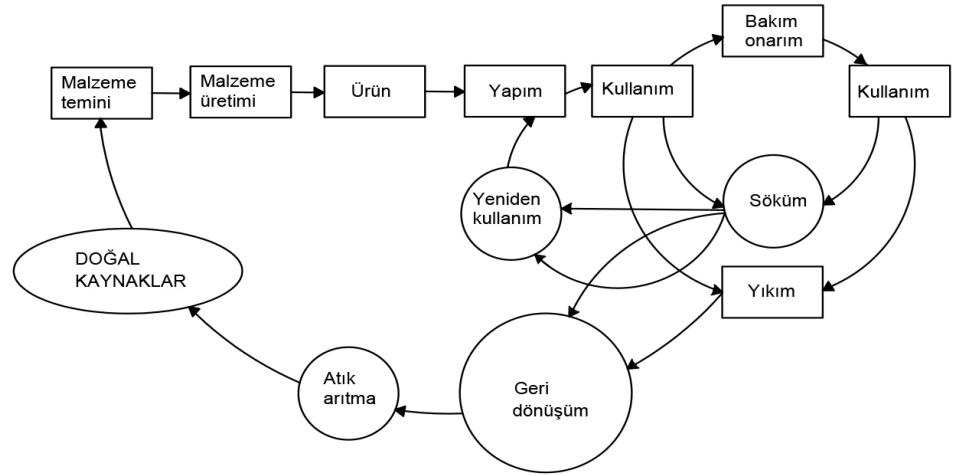 Bakım
onarım
Malzeme
temini
Malzeme
üretimi
Ürün
Yapım
Kullanım
Kullanım
Yeniden
kullanım
Söküm
DOĞAL
KAYNAKLAR
Yıkım
Atık
arıtma
Geri
dönüşüm